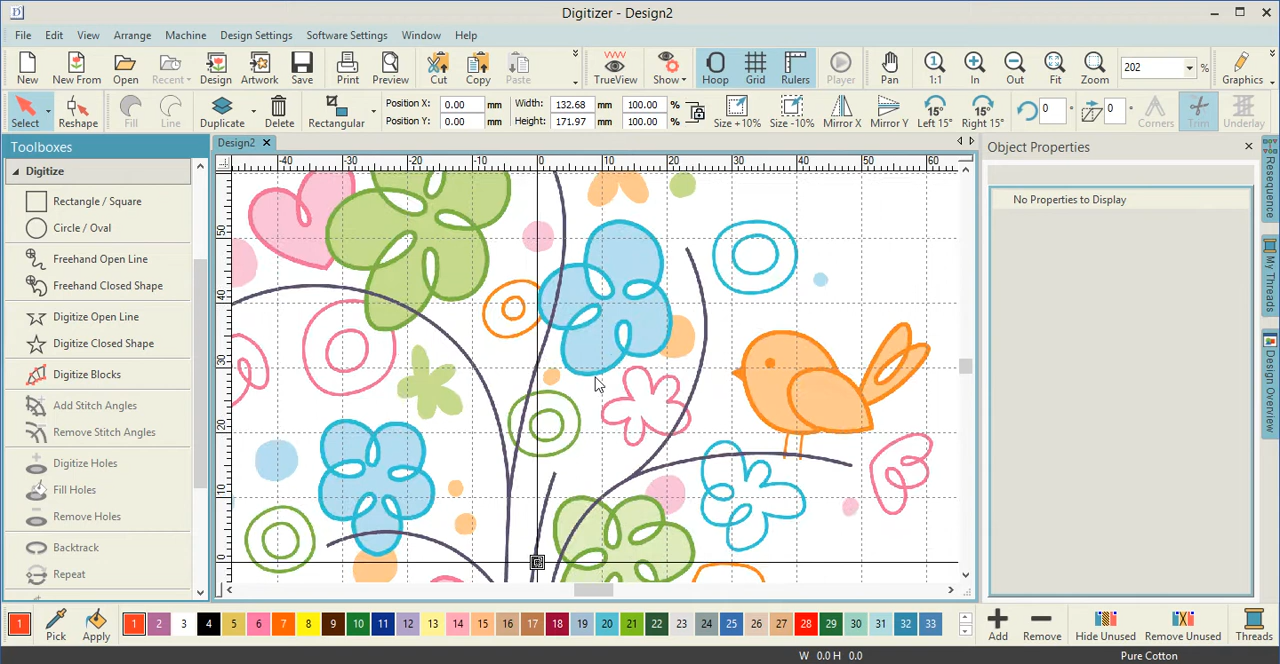 D Digitizer - Design2
File Edit View Arrange Machine Design Settings Software Settings Window Help
New New From Open Recent Design Artwork Save Print Preview Cut Copy Paste TrueView Show Hoop Grid Rulers Player Pan 1:1 In Out Fit Zoom 202 % Graphics
Select Reshape Fill Line Duplicate Delete Rectangular Position X: 0.00 mm Width: 132.68 mm 100.00 % Size +10% Size -10% Mirror X Mirror Y Left 15° Right 15° 0 ° 0 ° Corners Trim Underlay
Position Y: 0.00 mm Height: 171.97 mm 100.00 %
Toolboxes
Digitize
Rectangle / Square
Circle / Oval
Freehand Open Line
Freehand Closed Shape
Digitize Open Line
Digitize Closed Shape
Digitize Blocks
Add Stitch Angles
Remove Stitch Angles
Digitize Holes
Fill Holes
Remove Holes
Backtrack
Repeat
Design2
-40 -30 -20 -10 0 10 20 30 40 50 60
50
40
30
20
10
0
Object Properties
No Properties to Display
Resequence
My Threads
Design Overview
1 Pick Apply 1 2 3 4 5 6 7 8 9 10 11 12 13 14 15 16 17 18 19 20 21 22 23 24 25 26 27 28 29 30 31 32 33 Add Remove Hide Unused Remove Unused Threads
W 0.0 H 0.0 Pure Cotton